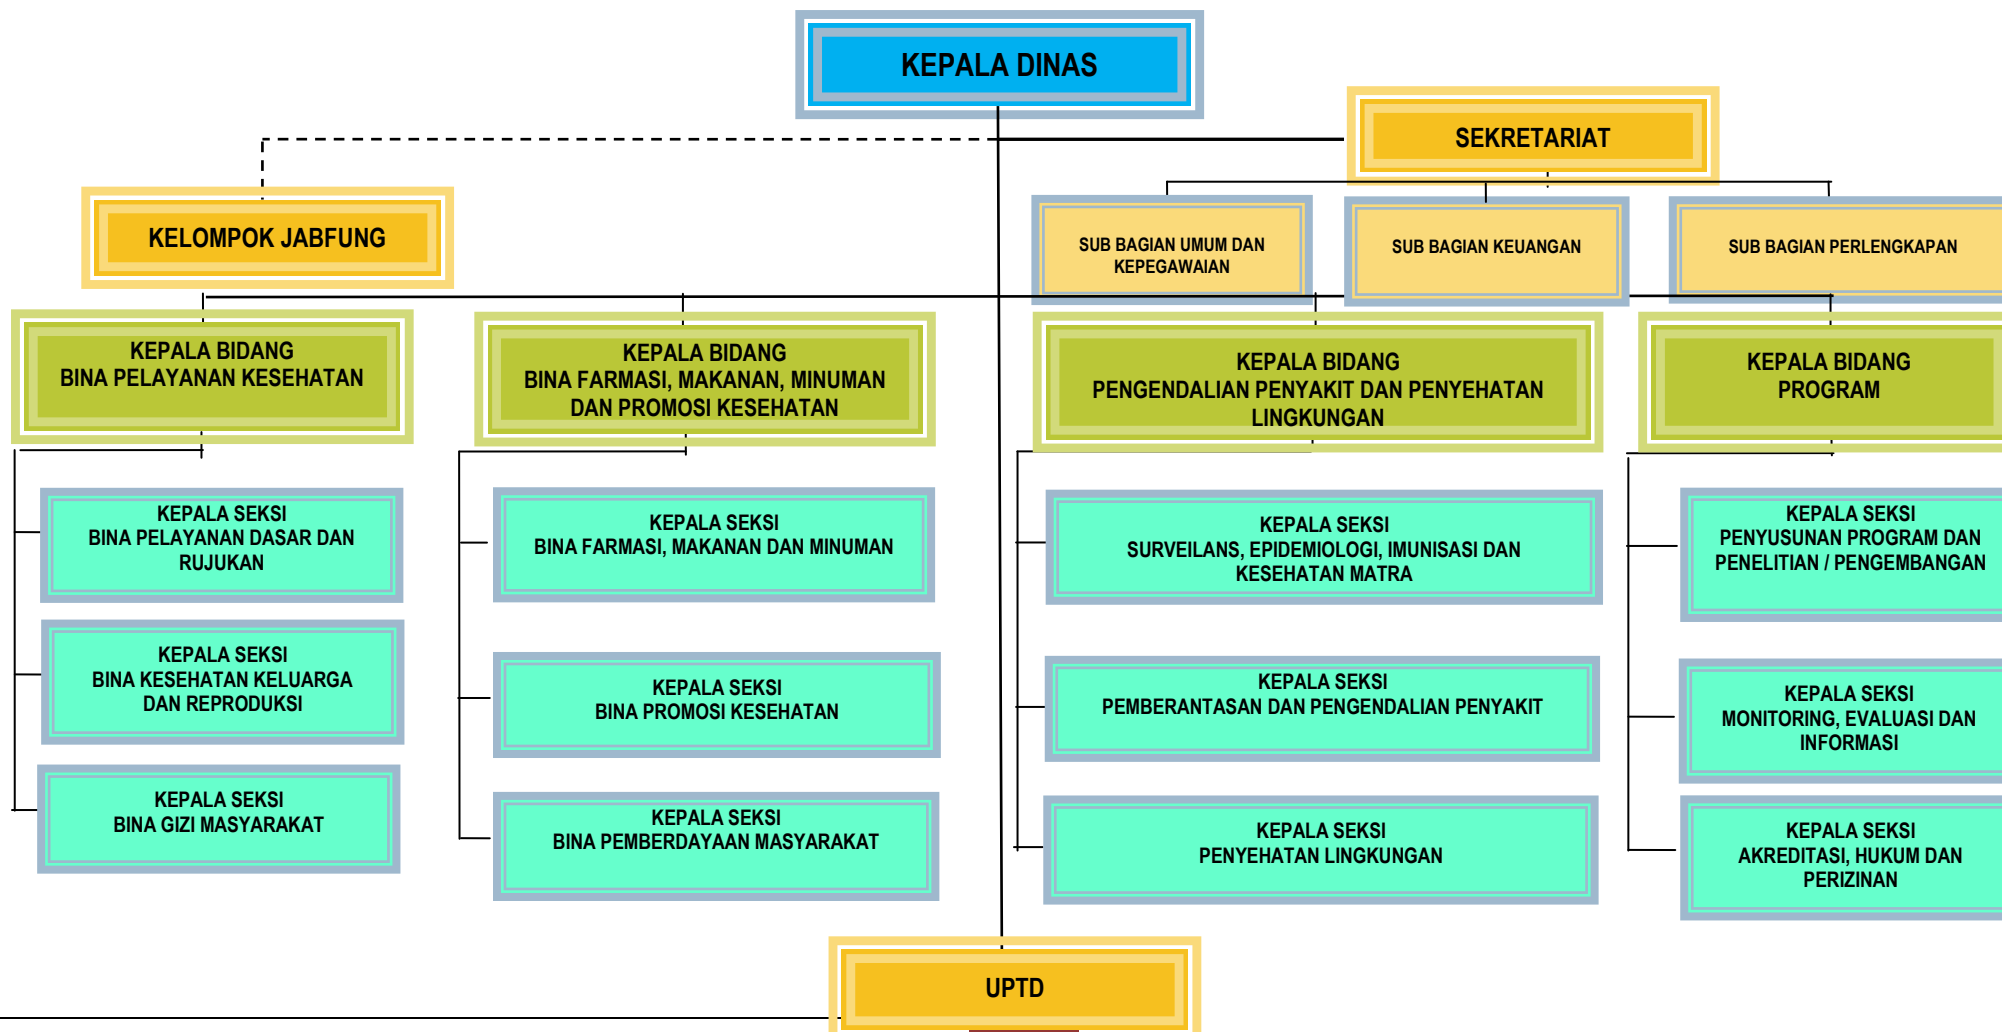 KEPALA DINAS
SEKRETARIAT
KELOMPOK JABFUNG
SUB BAGIAN UMUM DAN
KEPEGAWAIAN
SUB BAGIAN KEUANGAN
SUB BAGIAN PERLENGKAPAN
KEPALA BIDANG
BINA PELAYANAN KESEHATAN
KEPALA BIDANG
BINA FARMASI, MAKANAN, MINUMAN
DAN PROMOSI KESEHATAN
KEPALA BIDANG
PENGENDALIAN PENYAKIT DAN PENYEHATAN
LINGKUNGAN
KEPALA BIDANG
PROGRAM
KEPALA SEKSI
BINA PELAYANAN DASAR DAN
RUJUKAN
KEPALA SEKSI
BINA FARMASI, MAKANAN DAN MINUMAN
KEPALA SEKSI
SURVEILANS, EPIDEMIOLOGI, IMUNISASI DAN
KESEHATAN MATRA
KEPALA SEKSI
PENYUSUNAN PROGRAM DAN
PENELITIAN / PENGEMBANGAN
KEPALA SEKSI
BINA KESEHATAN KELUARGA
DAN REPRODUKSI
KEPALA SEKSI
BINA PROMOSI KESEHATAN
KEPALA SEKSI
PEMBERANTASAN DAN PENGENDALIAN PENYAKIT
KEPALA SEKSI
MONITORING, EVALUASI DAN
INFORMASI
KEPALA SEKSI
BINA GIZI MASYARAKAT
KEPALA SEKSI
BINA PEMBERDAYAAN MASYARAKAT
KEPALA SEKSI
PENYEHATAN LINGKUNGAN
KEPALA SEKSI
AKREDITASI, HUKUM DAN
PERIZINAN
UPTD